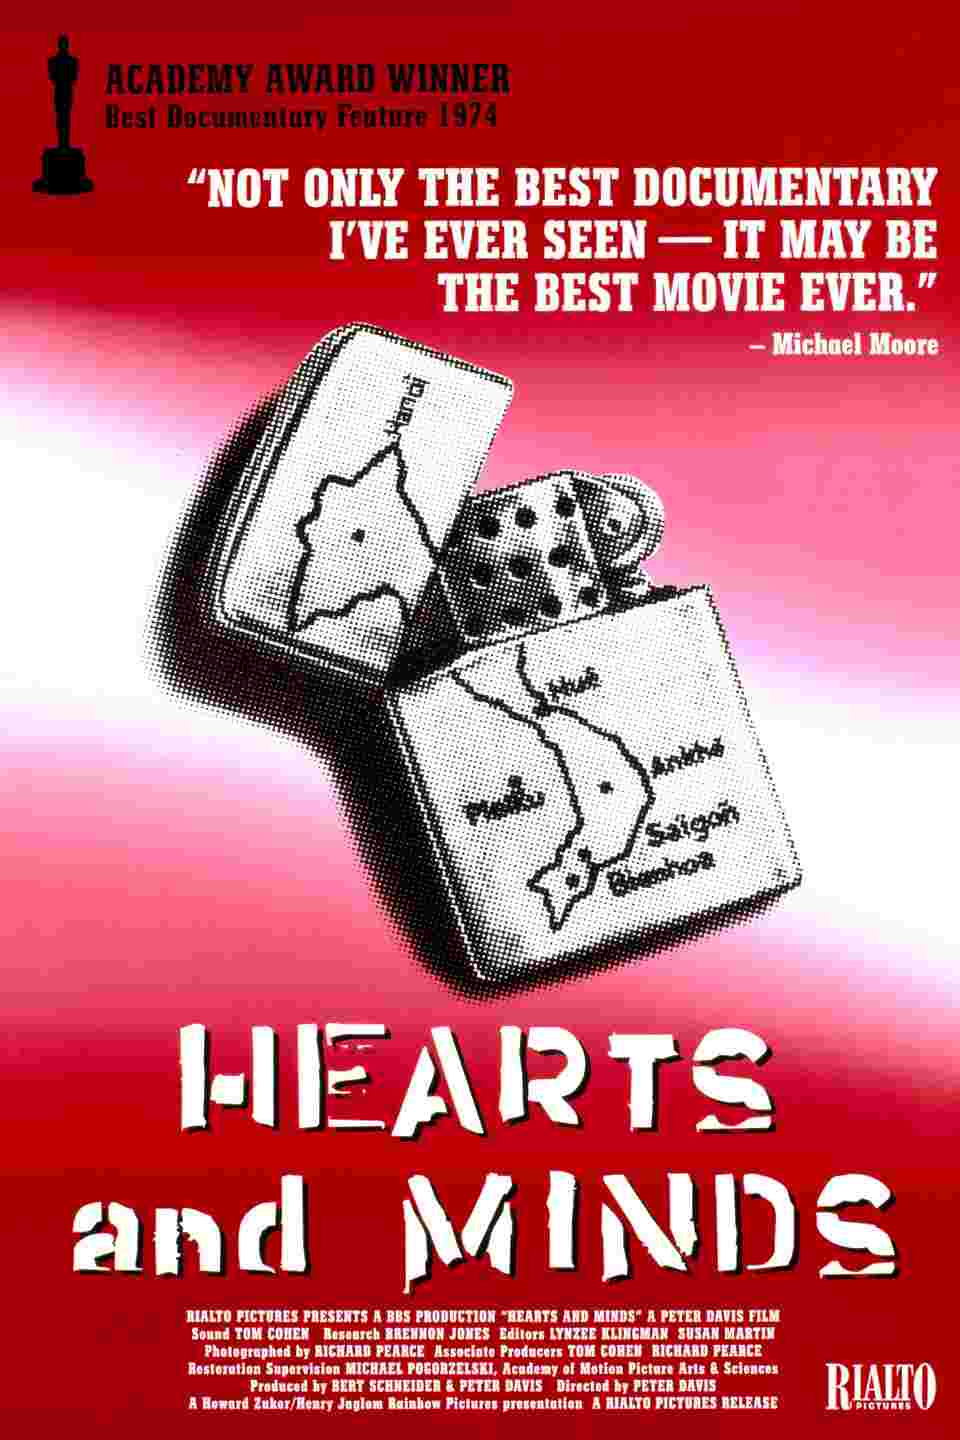 ACADEMY AWARD WINNER
Best Documentary Feature 1974
“NOT ONLY THE BEST DOCUMENTARY
I’VE EVER SEEN — IT MAY BE
THE BEST MOVIE EVER.”
– Michael Moore
Hanoi
Hué
Ankhé
Pleiku
Saïgoñ
Bienhoa
HEARTS
and MINDS
RIALTO PICTURES PRESENTS A BBS PRODUCTION “HEARTS AND MINDS” A PETER DAVIS FILM
Sound TOM COHEN Research BRENNON JONES Editors LYNZEE KLINGMAN SUSAN MARTIN
Photographed by RICHARD PEARCE Associate Producers TOM COHEN RICHARD PEARCE
Restoration Supervision MICHAEL POGORZELSKI, Academy of Motion Picture Arts & Sciences
Produced by BERT SCHNEIDER & PETER DAVIS Directed by PETER DAVIS
A Howard Zuker/Henry Jaglom Rainbow Pictures presentation A RIALTO PICTURES RELEASE
RIALTO
PICTURES